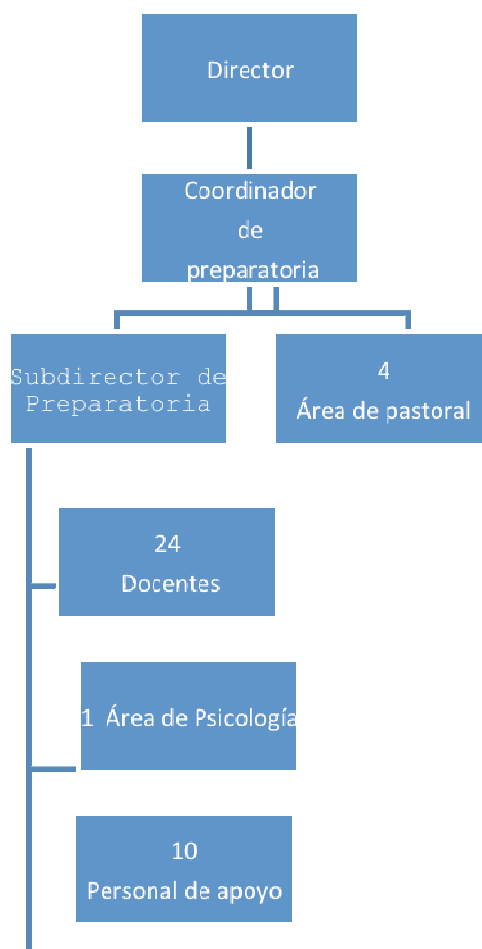 Director
Coordinador
de
preparatoria
Subdirector de
Preparatoria
4
Área de pastoral
24
Docentes
1 Área de Psicología
10
Personal de apoyo